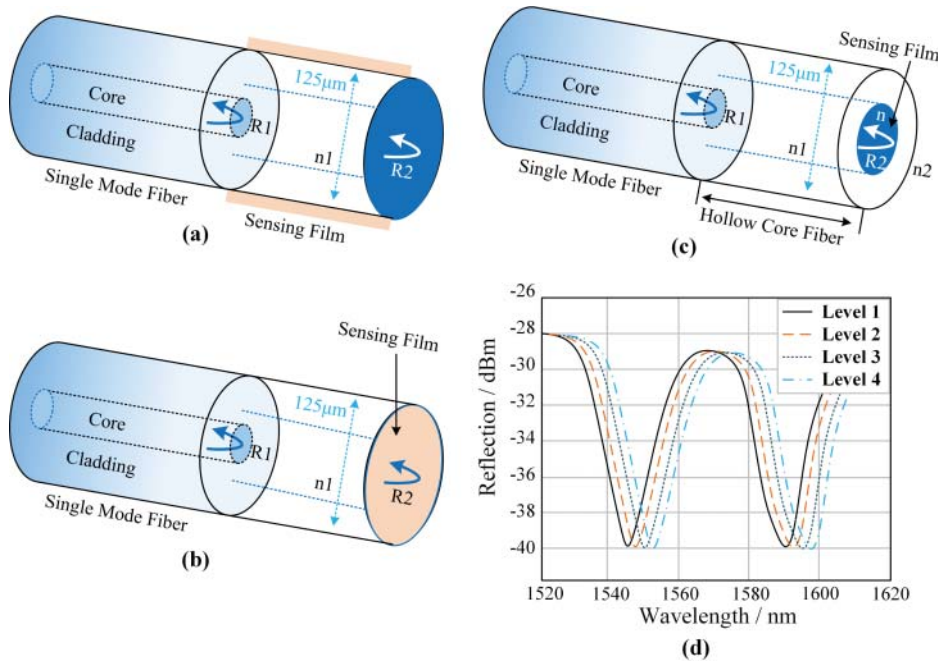 Core
Cladding
Single Mode Fiber
R1
125μm
n1
R2
Sensing Film
(a)
Core
Cladding
Single Mode Fiber
R1
125μm
n1
Sensing Film
n
R2
n2
Hollow Core Fiber
(c)
Sensing Film
Core
Cladding
Single Mode Fiber
R1
125μm
n1
R2
(b)
Reflection / dBm
-26
-28
-30
-32
-34
-36
-38
-40
Level 1
Level 2
Level 3
Level 4
1520
1540
1560
1580
1600
1620
Wavelength / nm
(d)